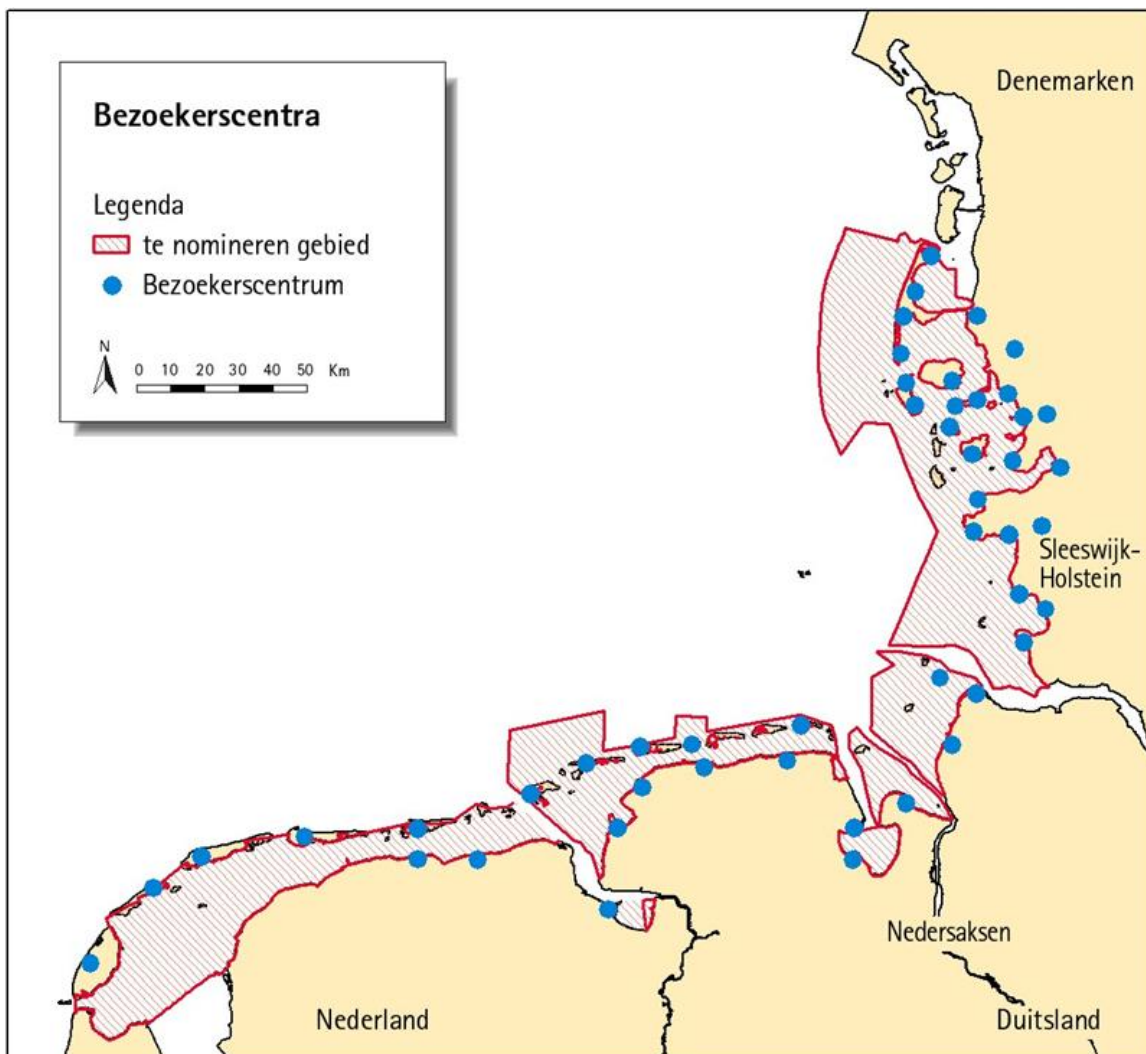 Bezoekerscentra
Legenda
te nomineren gebied
Bezoekerscentrum
N
0 10 20 30 40 50 Km
Denemarken
Sleeswijk-
Holstein
Nedersaksen
Nederland
Duitsland